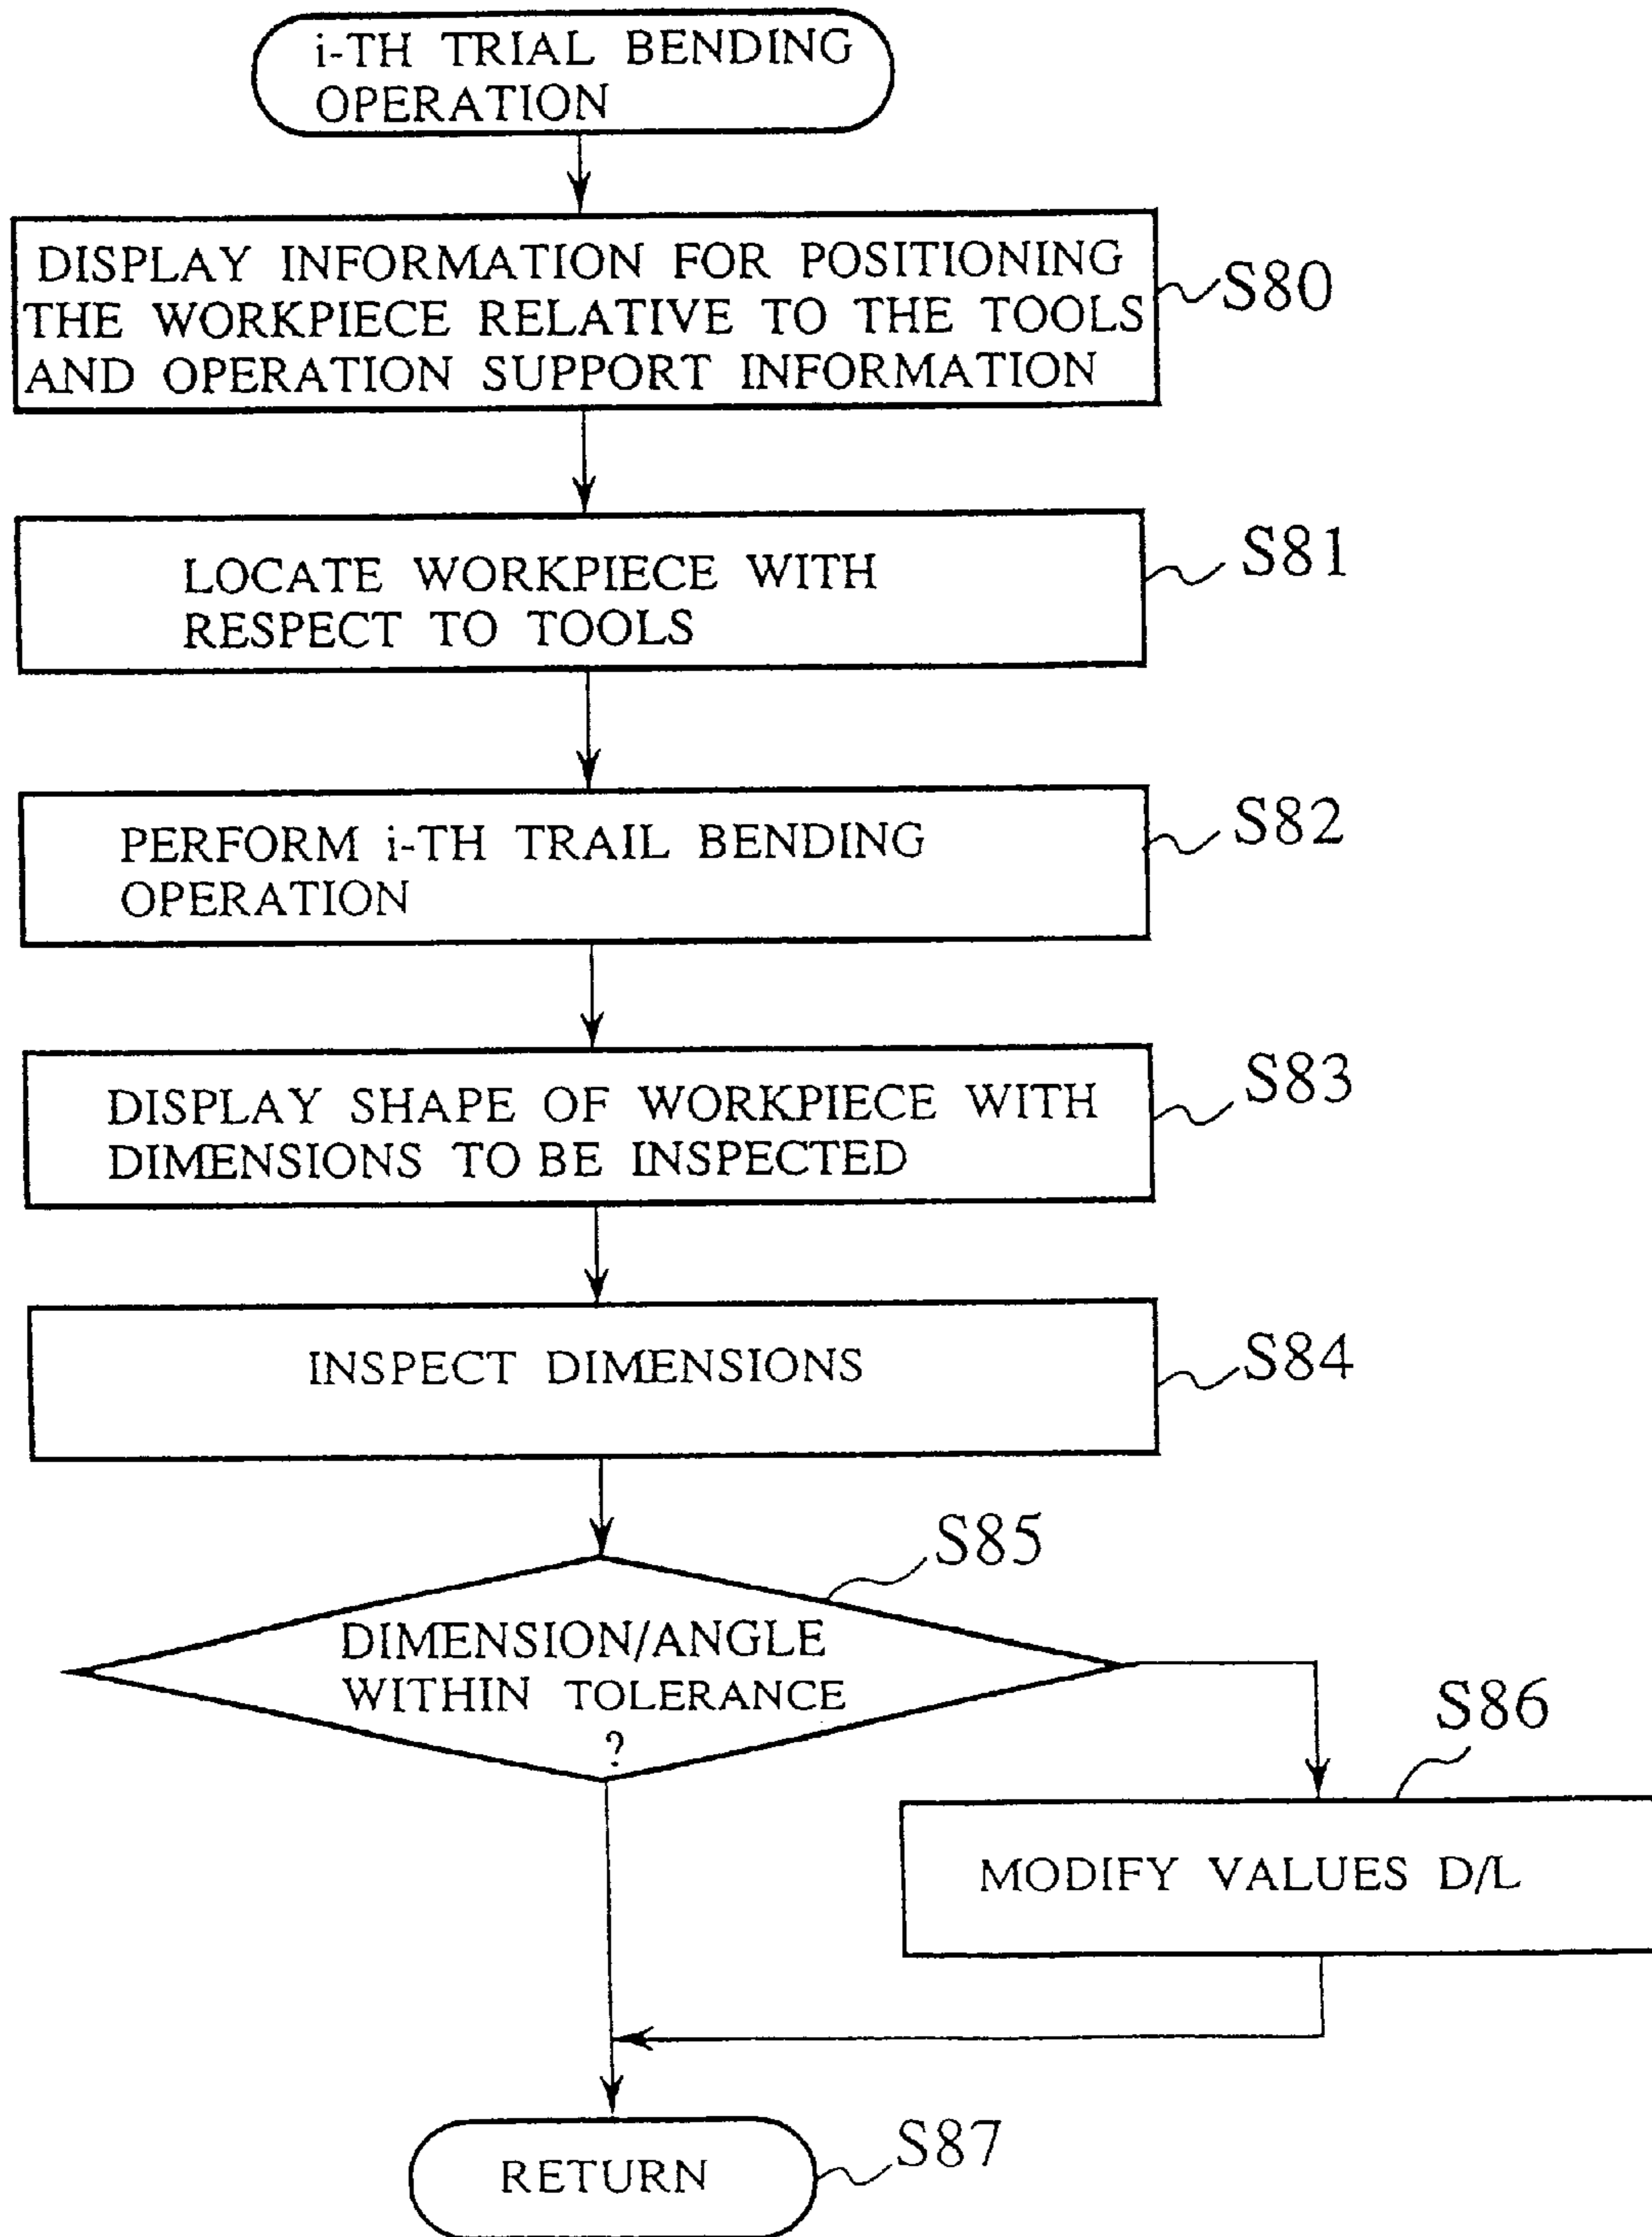 i-TH TRIAL BENDING
OPERATION
DISPLAY INFORMATION FOR POSITIONING
THE WORKPIECE RELATIVE TO THE TOOLS
AND OPERATION SUPPORT INFORMATION
S80
LOCATE WORKPIECE WITH
RESPECT TO TOOLS
S81
PERFORM i-TH TRAIL BENDING
OPERATION
S82
DISPLAY SHAPE OF WORKPIECE WITH
DIMENSIONS TO BE INSPECTED
S83
INSPECT DIMENSIONS
S84
S85
DIMENSION/ANGLE
WITHIN TOLERANCE
?
S86
MODIFY VALUES D/L
RETURN
S87